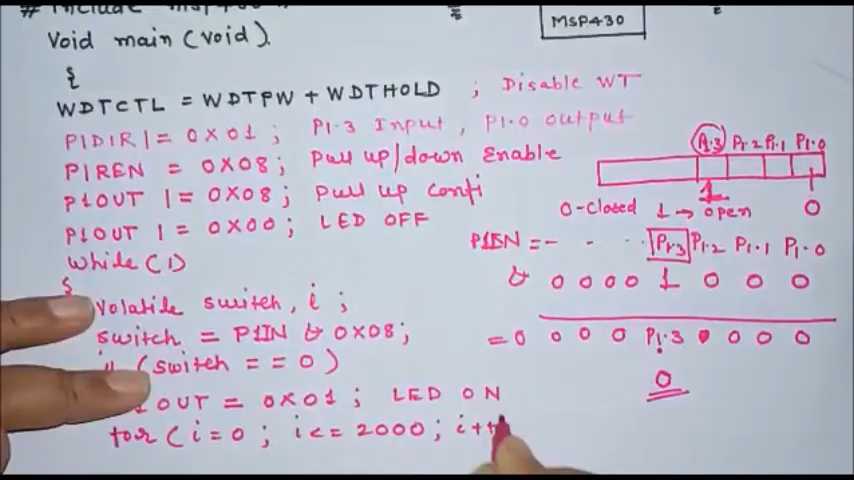 # include
MSP430
Void main (void)
{
WDTCTL = WDTPW + WDTHOLD ; Disable WT
P1DIR |= 0X01 ; P1.3 Input, P1.0 output
P1REN = 0X08 ; Pull up/down Enable
P1OUT |= 0X08 ; Pull up Confi
P1OUT |= 0X00 ; LED OFF
while (1)
{
Volatile switch, i ;
switch = P1IN & 0X08 ;
(switch == 0)
OUT = 0X01 ; LED ON
for (i=0 ; i<= 2000 ; i++
P1.3 P1.2 P1.1 P1.0
1
0-Closed 1 → open 0
P1IN = - - - - P1.3 P1.2 P1.1 P1.0
& 0 0 0 0 1 0 0 0
= 0 0 0 0 P1.3 0 0 0
0